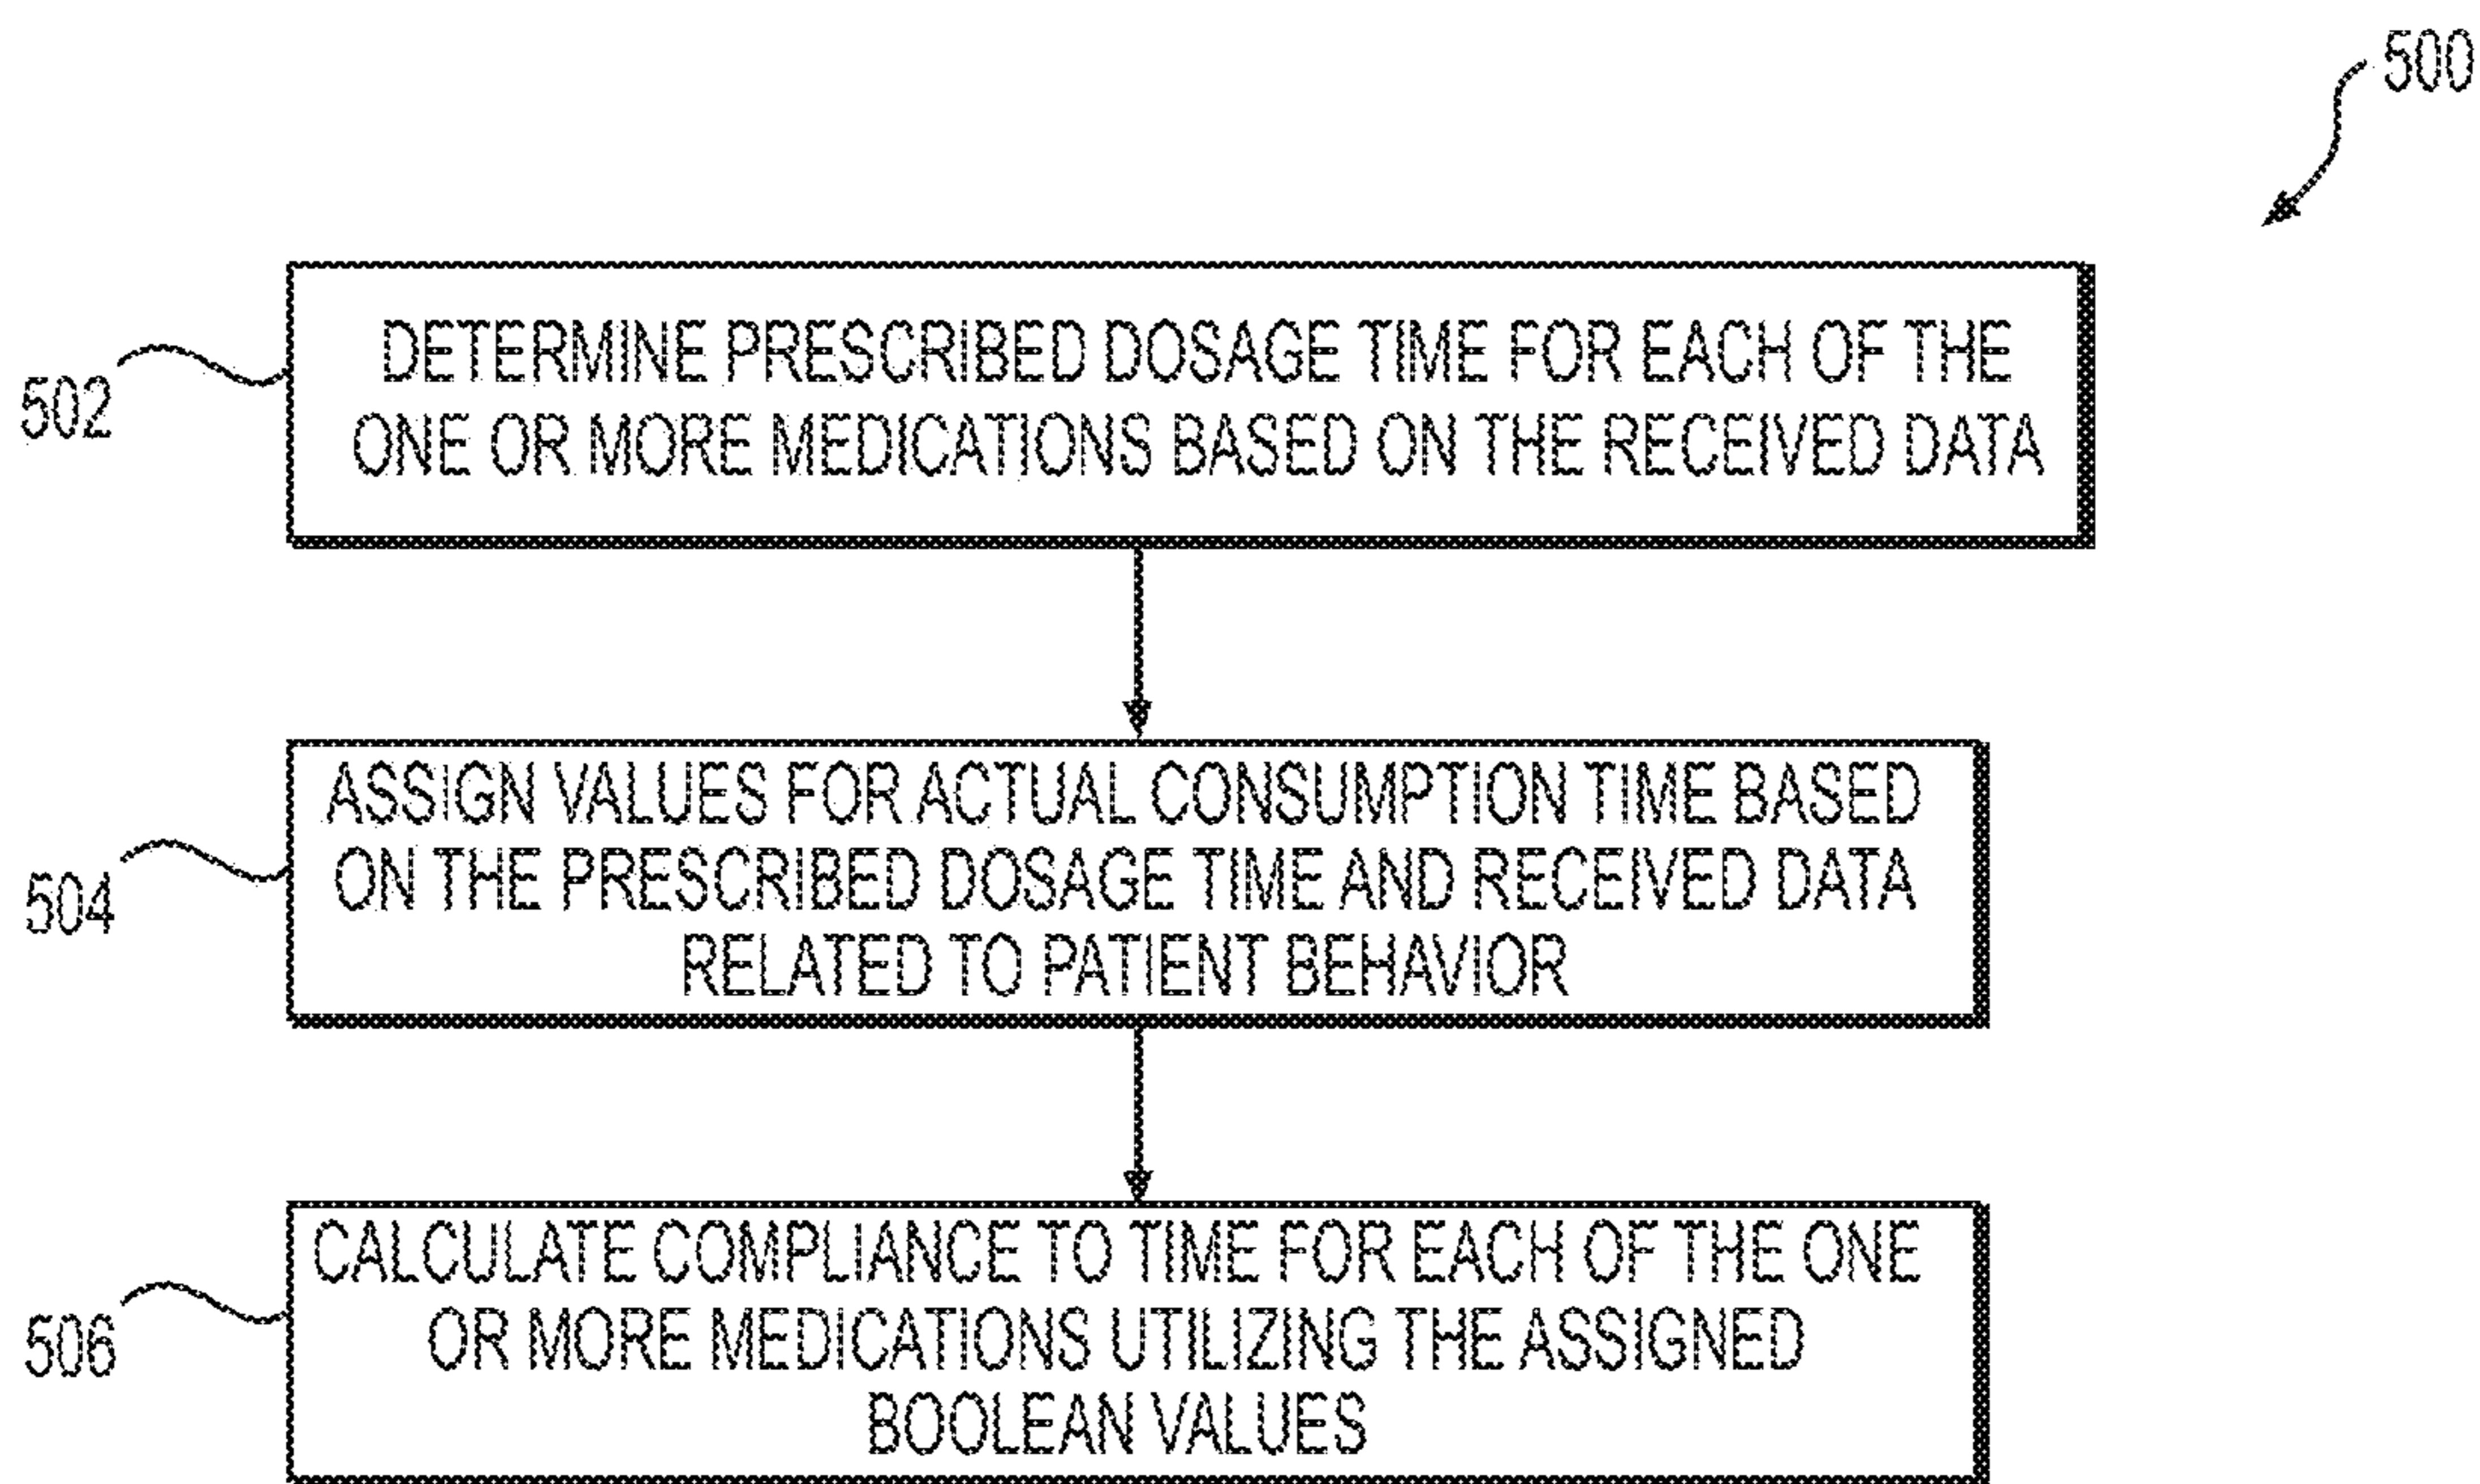 500
502
DETERMINE PRESCRIBED DOSAGE TIME FOR EACH OF THE
ONE OR MORE MEDICATIONS BASED ON THE RECEIVED DATA
504
ASSIGN VALUES FOR ACTUAL CONSUMPTION TIME BASED
ON THE PRESCRIBED DOSAGE TIME AND RECEIVED DATA
RELATED TO PATIENT BEHAVIOR
506
CALCULATE COMPLIANCE TO TIME FOR EACH OF THE ONE
OR MORE MEDICATIONS UTILIZING THE ASSIGNED
BOOLEAN VALUES